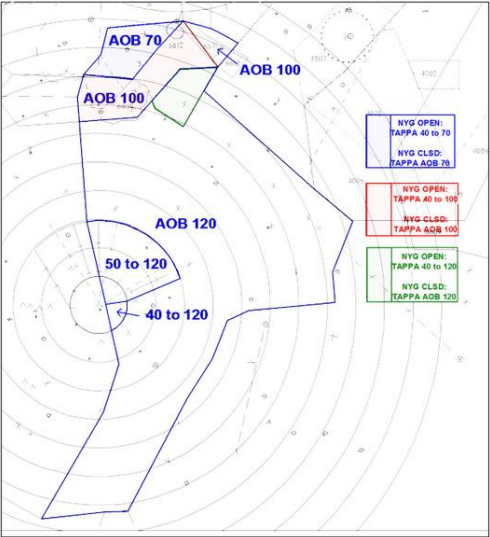 AOB 70
AOB 100
AOB 100
NYG OPEN:
TAPPA 40 to 70
NYG CLSD:
TAPPA AOB 70
NYG OPEN:
TAPPA 40 to 100
NYG CLSD:
TAPPA AOB 100
AOB 120
NYG OPEN:
TAPPA 40 to 120
NYG CLSD:
TAPPA AOB 120
50 to 120
40 to 120